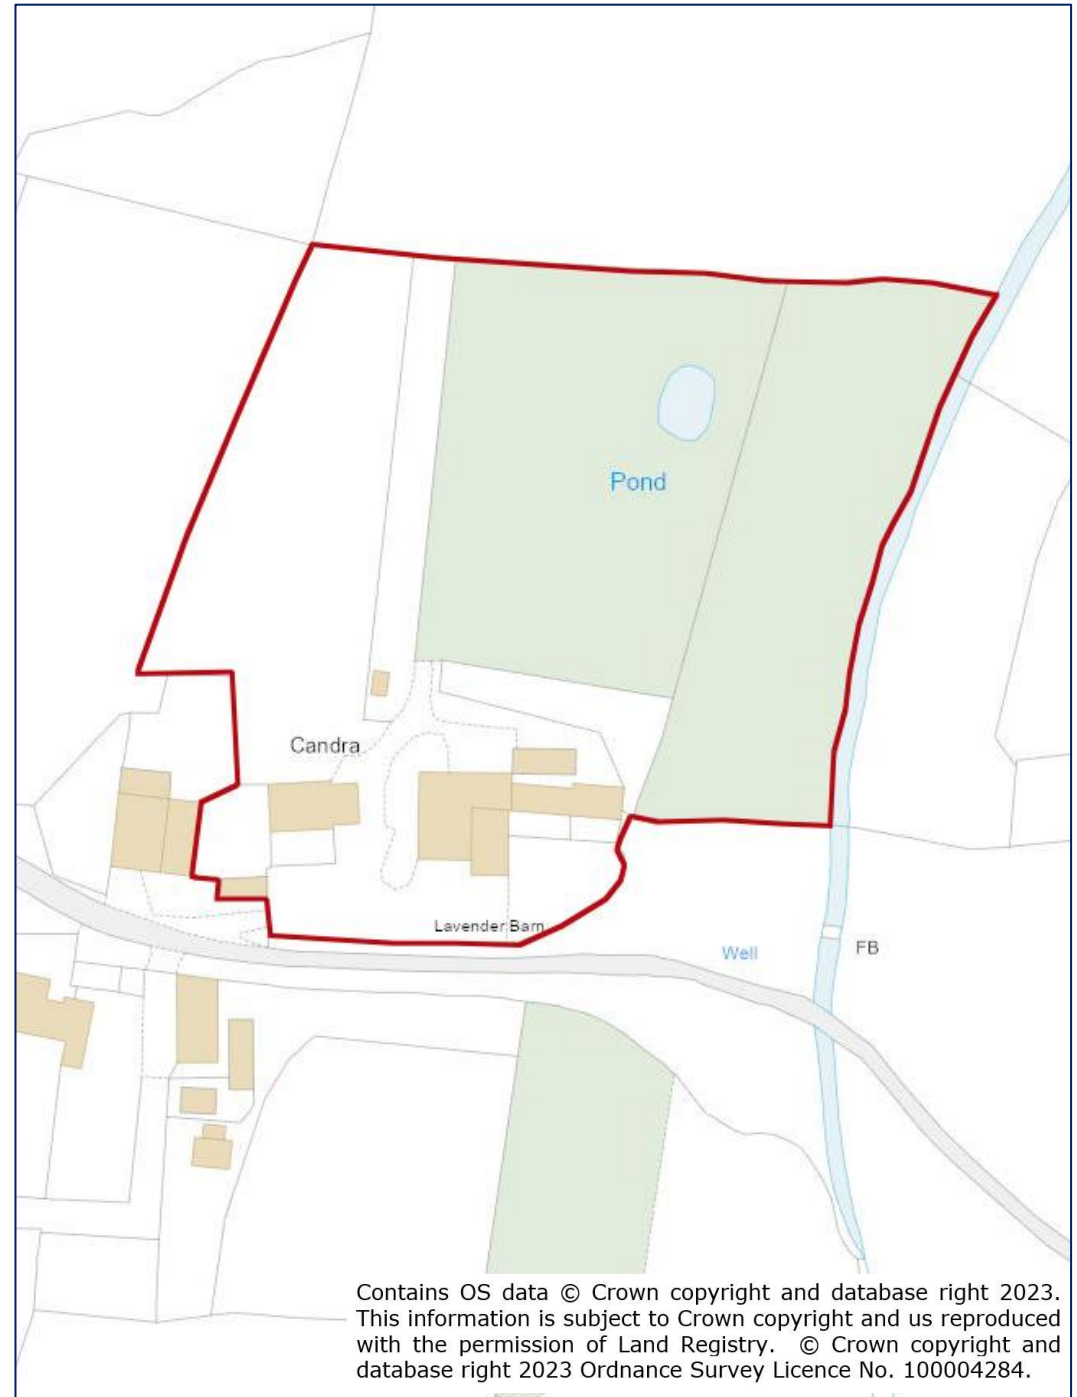 Pond
Candra
Lavender Barn
Well
FB
Contains OS data © Crown copyright and database right 2023.
This information is subject to Crown copyright and us reproduced
with the permission of Land Registry. © Crown copyright and
database right 2023 Ordnance Survey Licence No. 100004284.